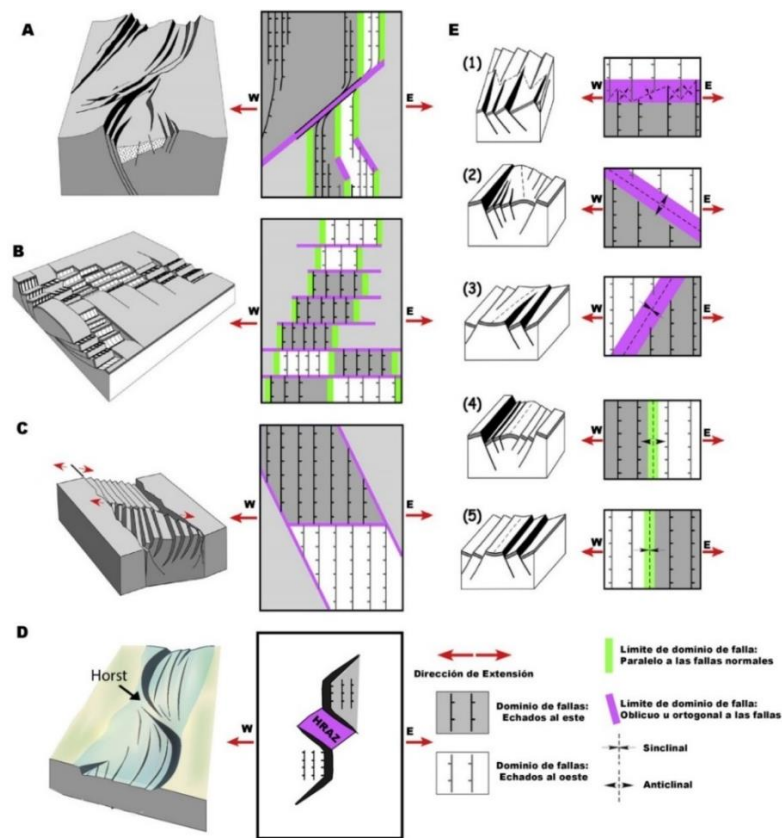 A
W
E
B
W
E
C
W
E
D
Horst
W
HRAZ
E
E
(1)
W
E
(2)
W
E
(3)
W
E
(4)
W
E
(5)
W
E
Dirección de Extensión
Dominio de fallas:
Echados al este
Dominio de fallas:
Echados al oeste
Límite de dominio de falla:
Paralelo a las fallas normales
Límite de dominio de falla:
Oblicuo u ortogonal a las fallas
Sinclinal
Anticlinal